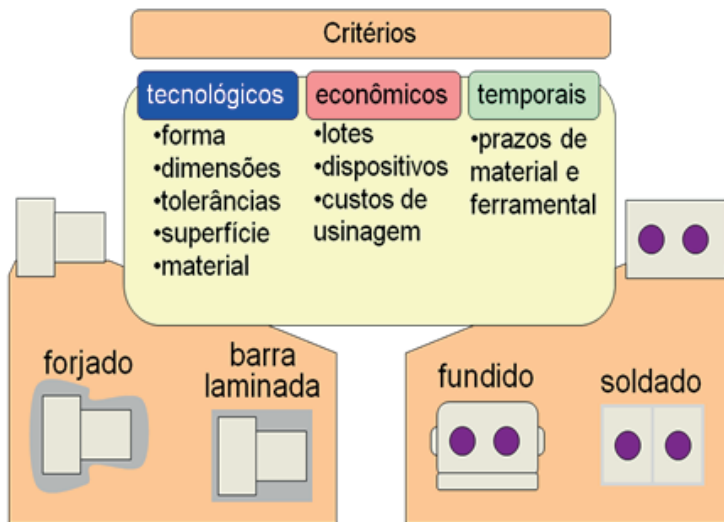 Critérios
tecnológicos
•forma
•dimensões
•tolerâncias
•superfície
•material
econômicos
•lotes
•dispositivos
•custos de
usinagem
temporais
•prazos de
material e
ferramental
forjado
barra
laminada
fundido
soldado